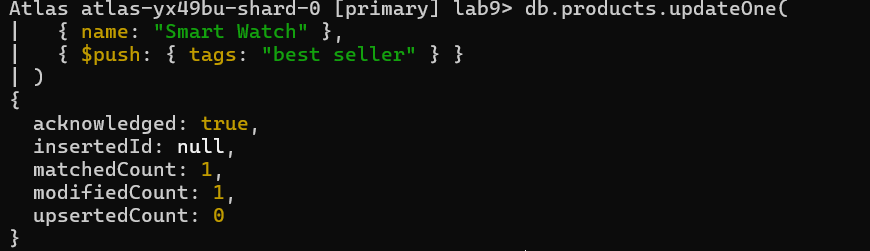 Atlas atlas-yx49bu-shard-0 [primary] lab9> db.products.updateOne(
|   { name: "Smart Watch" },
|   { $push: { tags: "best seller" } }
| )
{
  acknowledged: true,
  insertedId: null,
  matchedCount: 1,
  modifiedCount: 1,
  upsertedCount: 0
}